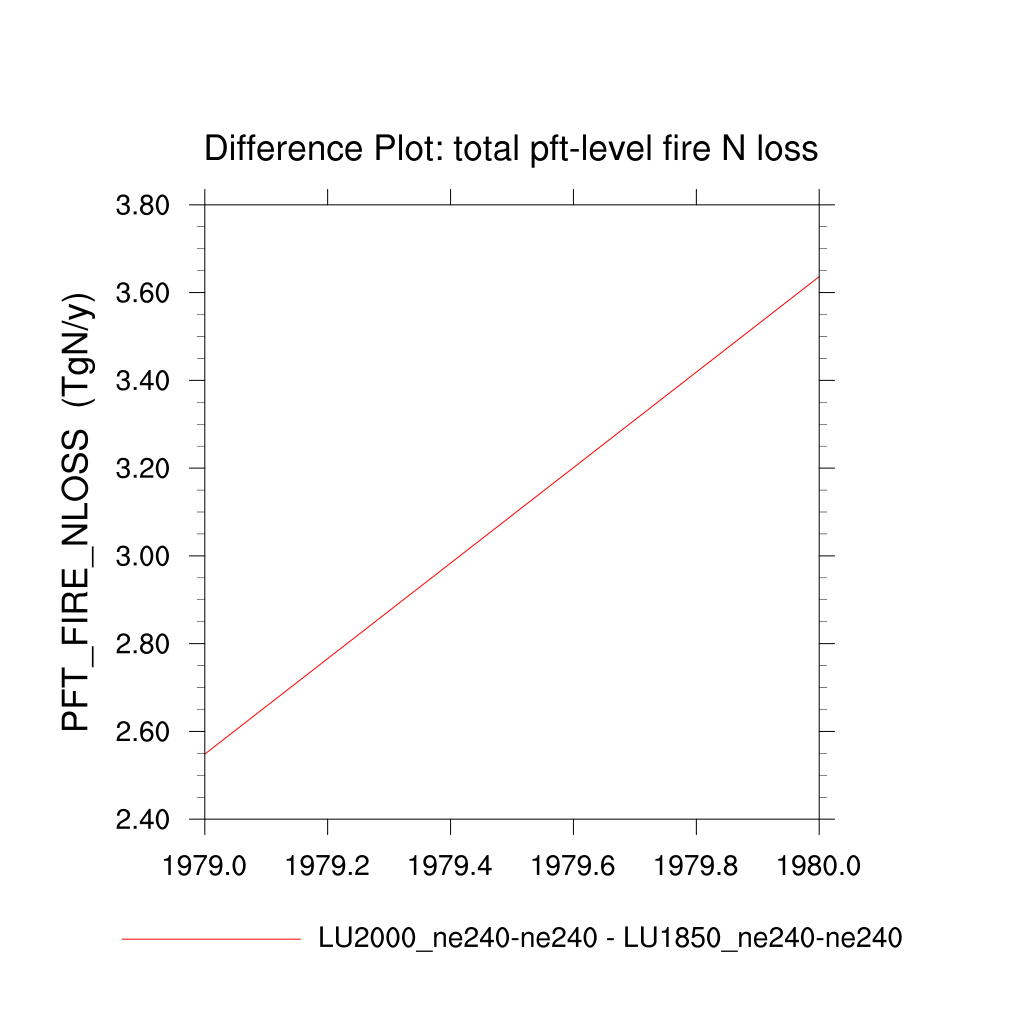 Difference Plot: total pft-level fire N loss
PFT_FIRE_NLOSS (TgN/y)
3.80
3.60
3.40
3.20
3.00
2.80
2.60
2.40
1979.0 1979.2 1979.4 1979.6 1979.8 1980.0
LU2000_ne240-ne240 - LU1850_ne240-ne240